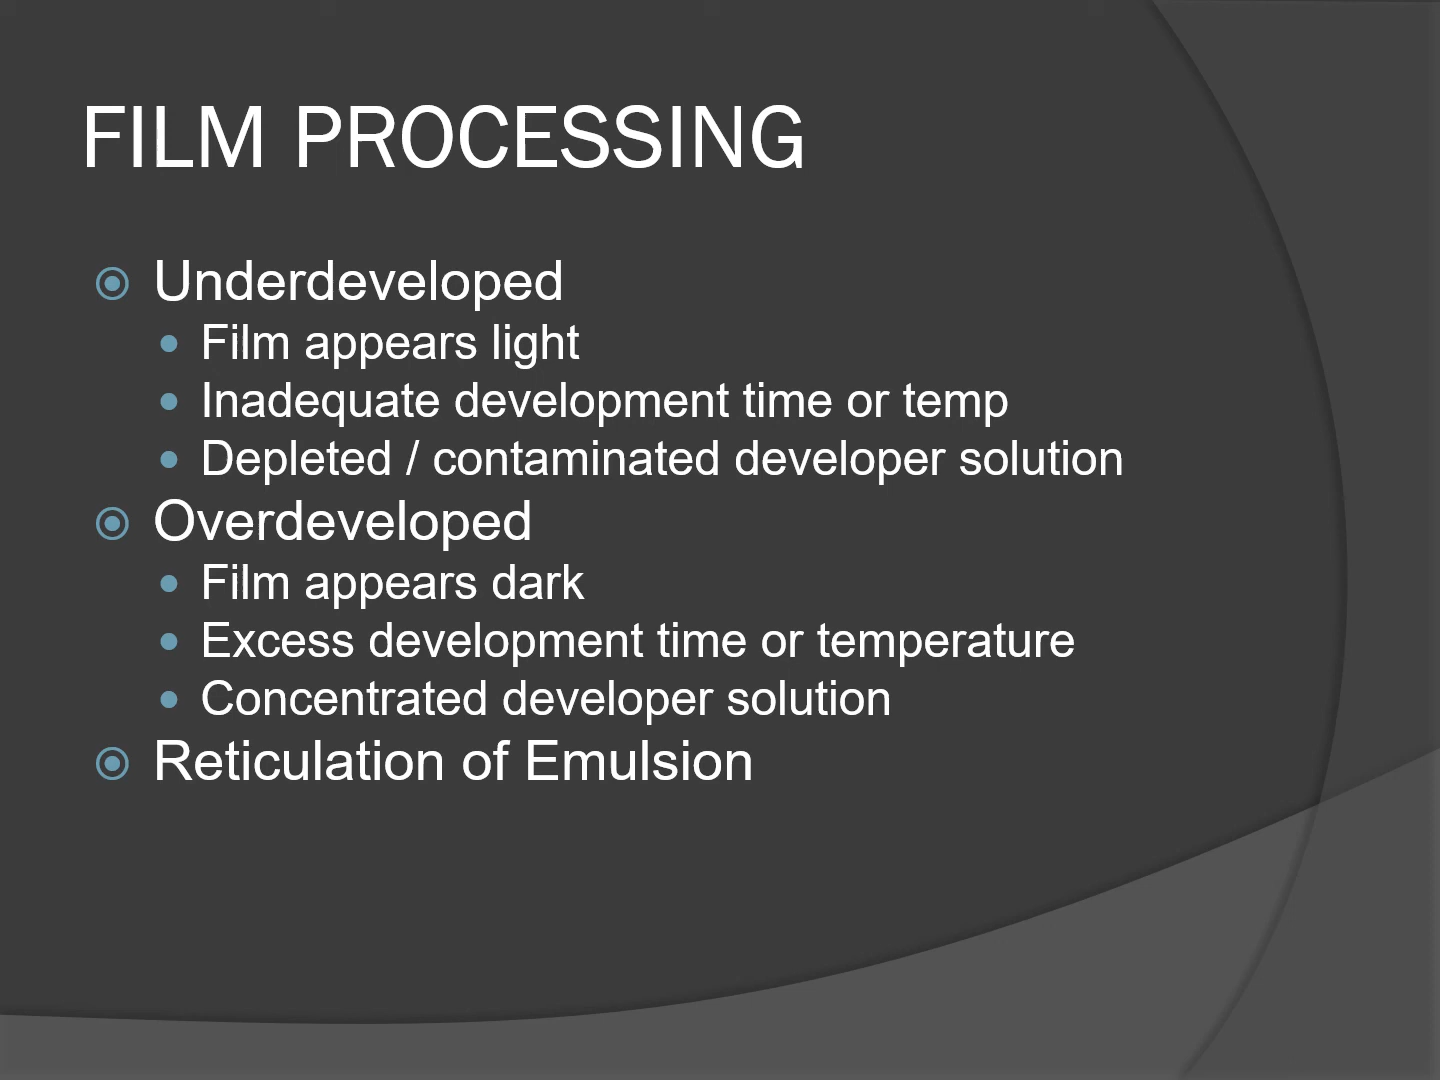 FILM PROCESSING
Underdeveloped
Film appears light
Inadequate development time or temp
Depleted / contaminated developer solution
Overdeveloped
Film appears dark
Excess development time or temperature
Concentrated developer solution
Reticulation of Emulsion